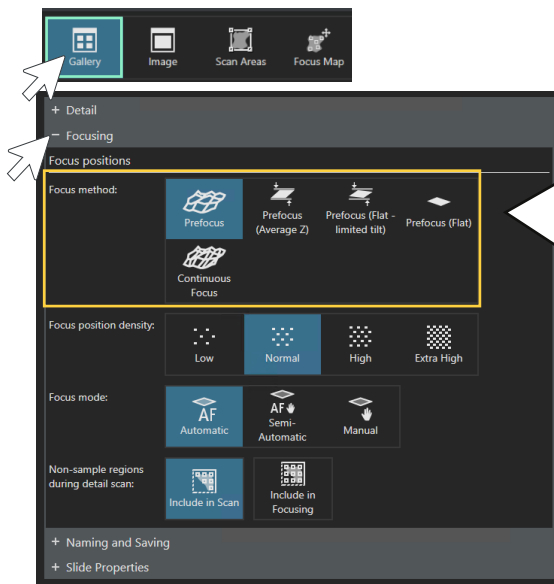 Gallery
Image
Scan Areas
Focus Map
+ Detail
− Focusing
Focus positions
Focus method:
Prefocus
Prefocus
(Average Z)
Prefocus (Flat -
limited tilt)
Prefocus (Flat)
Continuous
Focus
Focus position density:
Low
Normal
High
Extra High
Focus mode:
AF
Automatic
AF
Semi-
Automatic
Manual
Non-sample regions
during detail scan:
Include in Scan
Include in
Focusing
+ Naming and Saving
+ Slide Properties